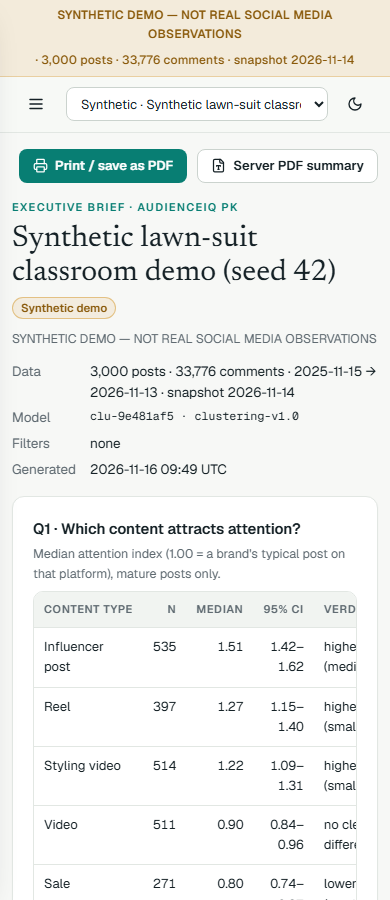 SYNTHETIC DEMO — NOT REAL SOCIAL MEDIA
OBSERVATIONS
· 3,000 posts · 33,776 comments · snapshot 2026-11-14
Synthetic · Synthetic lawn-suit
Print / save as PDF
Server PDF summary
EXECUTIVE BRIEF · AUDIENCEIQ PK
Synthetic lawn-suit
classroom demo (seed 42)
Synthetic demo
SYNTHETIC DEMO — NOT REAL SOCIAL MEDIA OBSERVATIONS
Data 3,000 posts · 33,776 comments · 2025-11-15 →
2026-11-13 · snapshot 2026-11-14
Model clu-9e481af5 · clustering-v1.0
Filters none
Generated 2026-11-16 09:49 UTC
Q1 · Which content attracts attention?
Median attention index (1.00 = a brand's typical post on
that platform), mature posts only.
CONTENT TYPE N MEDIAN 95% CI
Influencer 535 1.51 1.42–
post 1.62
Reel 397 1.27 1.15–
1.40
Styling video 514 1.22 1.09–
1.31
Video 511 0.90 0.84– no
0.96
Sale 271 0.80 0.74– lower